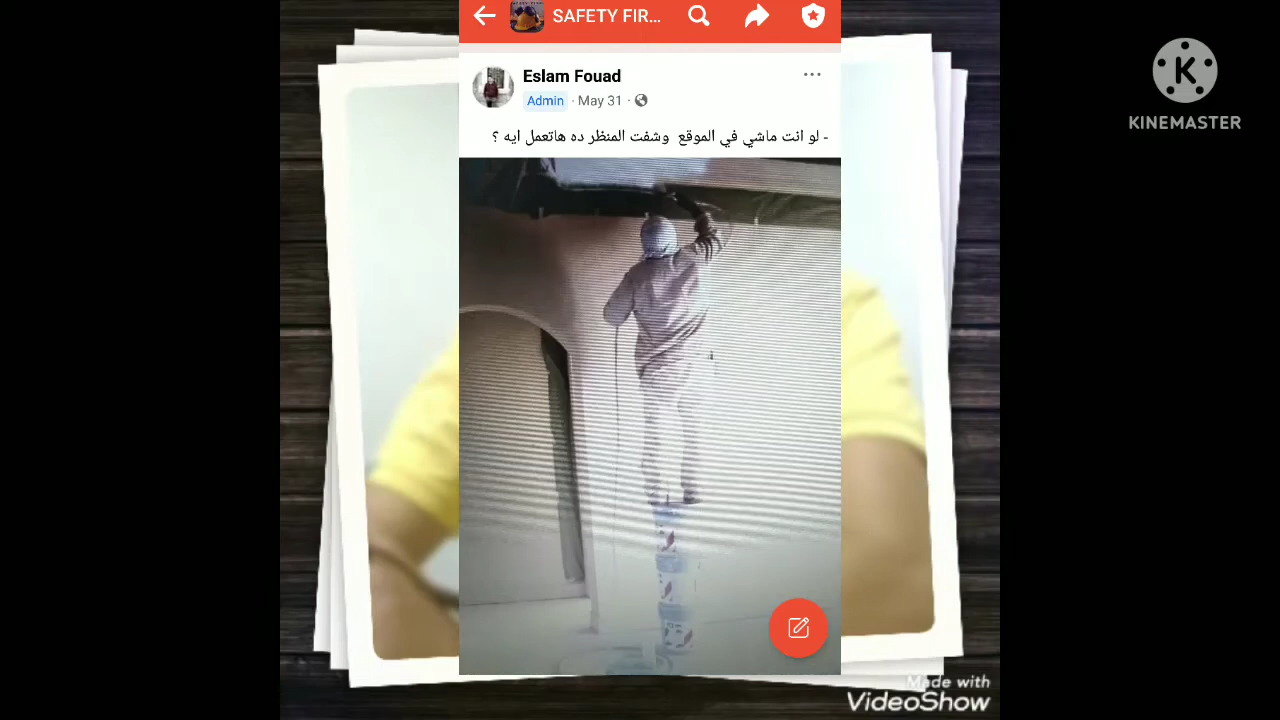 SAFETY FIR...
Eslam Fouad
Admin · May 31 ·
- لو انت ماشي في الموقع وشفت المنظر ده هاتعمل ايه ؟
K
KINEMASTER
Made with
VideoShow